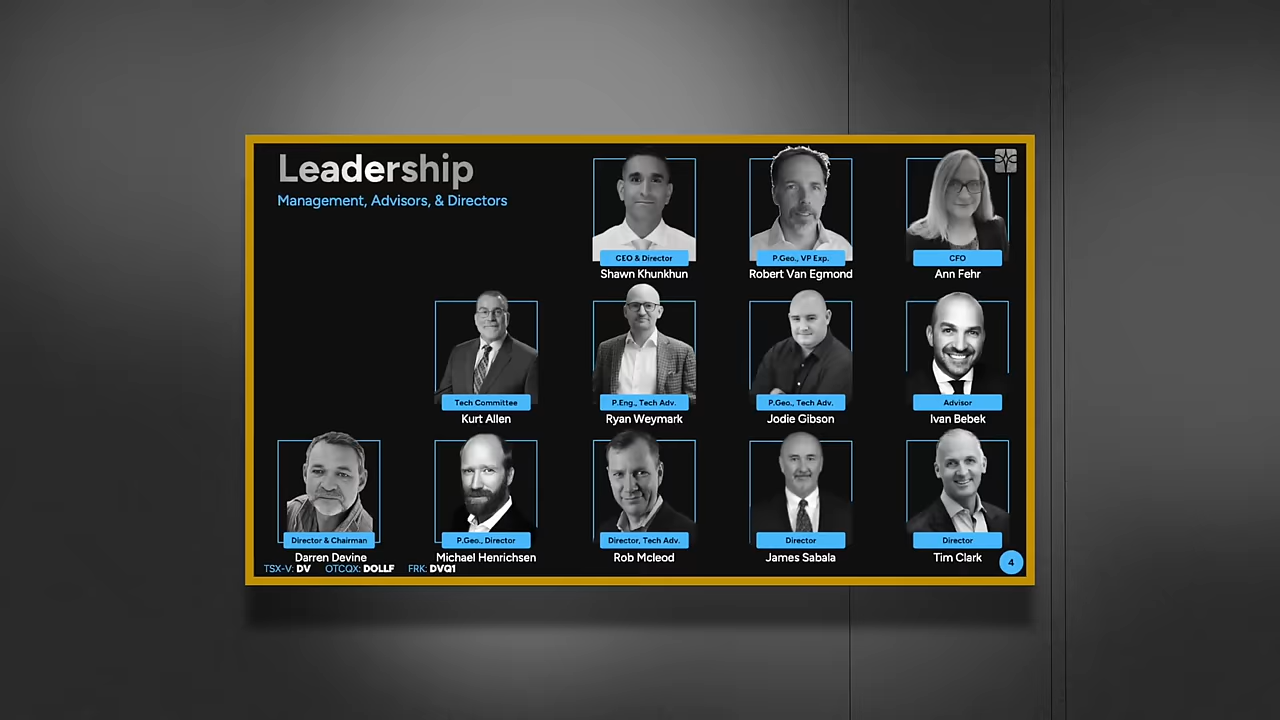 Leadership
Management, Advisors, & Directors
CEO & Director
Shawn Khunkhun
P.Geo., VP Exp.
Robert Van Egmond
CFO
Ann Fehr
Tech Committee
Kurt Allen
P.Eng., Tech Adv.
Ryan Weymark
P.Geo., Tech Adv.
Jodie Gibson
Advisor
Ivan Bebek
Director & Chairman
Darren Devine
P.Geo., Director
Michael Henrichsen
Director, Tech Adv.
Rob Mcleod
Director
James Sabala
Director
Tim Clark
TSX-V: DV OTCQX: DOLLF FRK: DVQ1
4